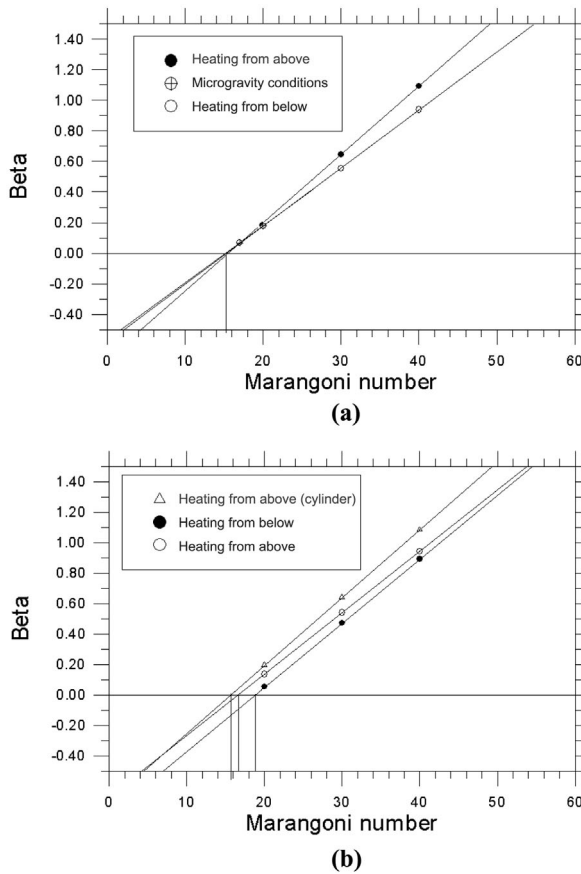 1.40
1.20
1.00
0.80
0.60
0.40
0.20
0.00
-0.20
-0.40
Beta
Heating from above
Microgravity conditions
Heating from below
0 10 20 30 40 50 60
Marangoni number
(a)
1.40
1.20
1.00
0.80
0.60
0.40
0.20
0.00
-0.20
-0.40
Beta
Heating from above (cylinder)
Heating from below
Heating from above
0 10 20 30 40 50 60
Marangoni number
(b)